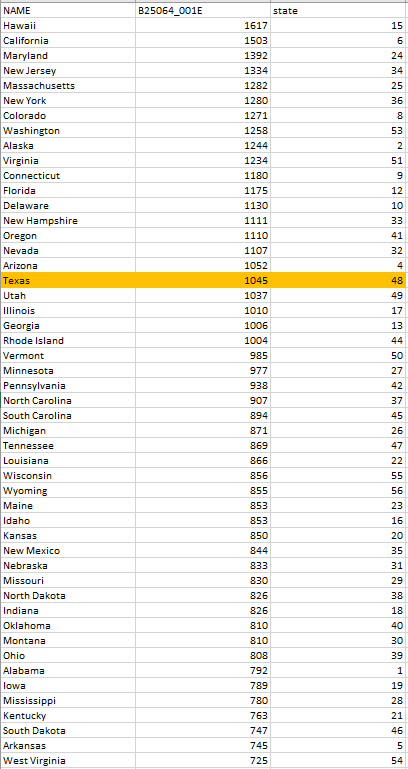 NAME B25064_001E state
Hawaii 1617 15
California 1503 6
Maryland 1392 24
New Jersey 1334 34
Massachusetts 1282 25
New York 1280 36
Colorado 1271 8
Washington 1258 53
Alaska 1244 2
Virginia 1234 51
Connecticut 1180 9
Florida 1175 12
Delaware 1130 10
New Hampshire 1111 33
Oregon 1110 41
Nevada 1107 32
Arizona 1052 4
Texas 1045 48
Utah 1037 49
Illinois 1010 17
Georgia 1006 13
Rhode Island 1004 44
Vermont 985 50
Minnesota 977 27
Pennsylvania 938 42
North Carolina 907 37
South Carolina 894 45
Michigan 871 26
Tennessee 869 47
Louisiana 866 22
Wisconsin 856 55
Wyoming 855 56
Maine 853 23
Idaho 853 16
Kansas 850 20
New Mexico 844 35
Nebraska 833 31
Missouri 830 29
North Dakota 826 38
Indiana 826 18
Oklahoma 810 40
Montana 810 30
Ohio 808 39
Alabama 792 1
Iowa 789 19
Mississippi 780 28
Kentucky 763 21
South Dakota 747 46
Arkansas 745 5
West Virginia 725 54